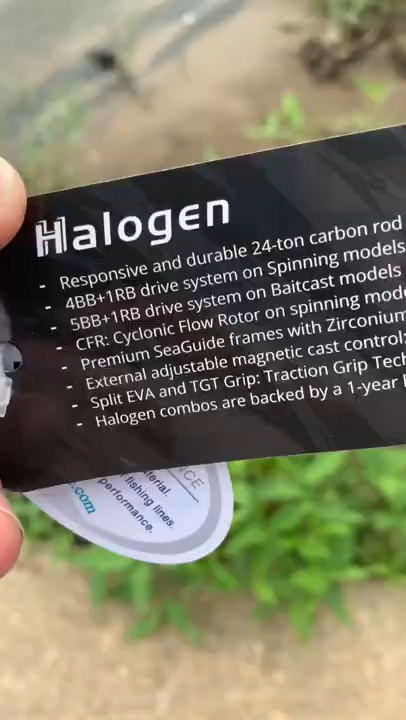 Halogen
- Responsive and durable 24-ton carbon rod
- 4BB+1RB drive system on Spinning models
- 5BB+1RB drive system on Baitcast models
- CFR: Cyclonic Flow Rotor on spinning mode
- Premium SeaGuide frames with Zirconium
- External adjustable magnetic cast control:
- Split EVA and TGT Grip: Traction Grip Tech
- Halogen combos are backed by a 1-year l
CE
terial.
fishing lines.
performance.
.com